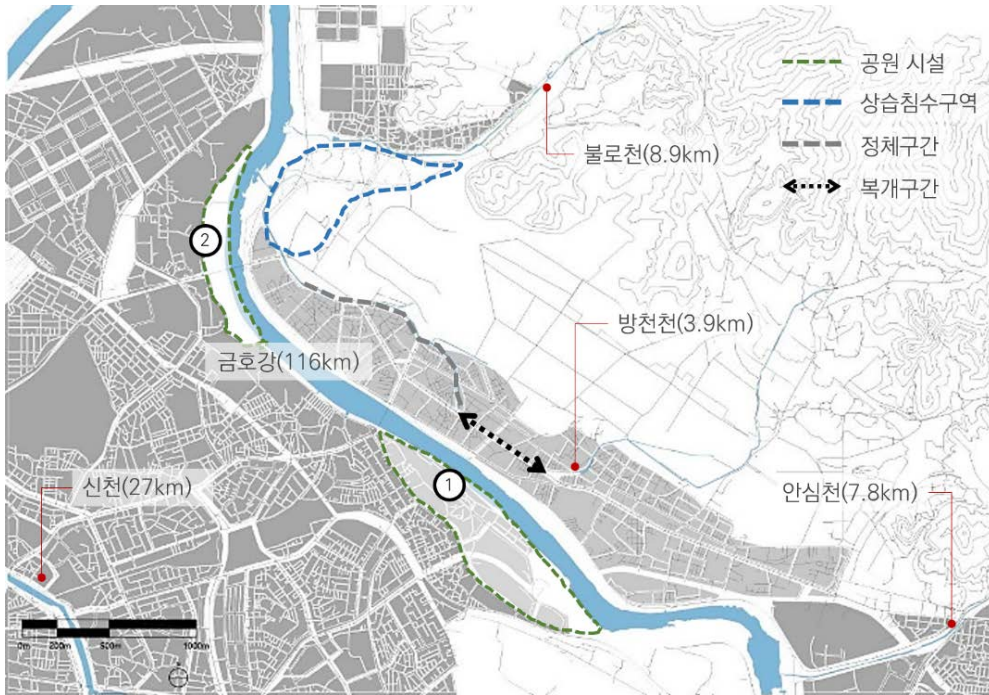 공원 시설
상습침수구역
정체구간
복개구간
불로천(8.9km)
2
방천천(3.9km)
금호강(116km)
1
신천(27km)
안심천(7.8km)
0m 200m 500m 1000m